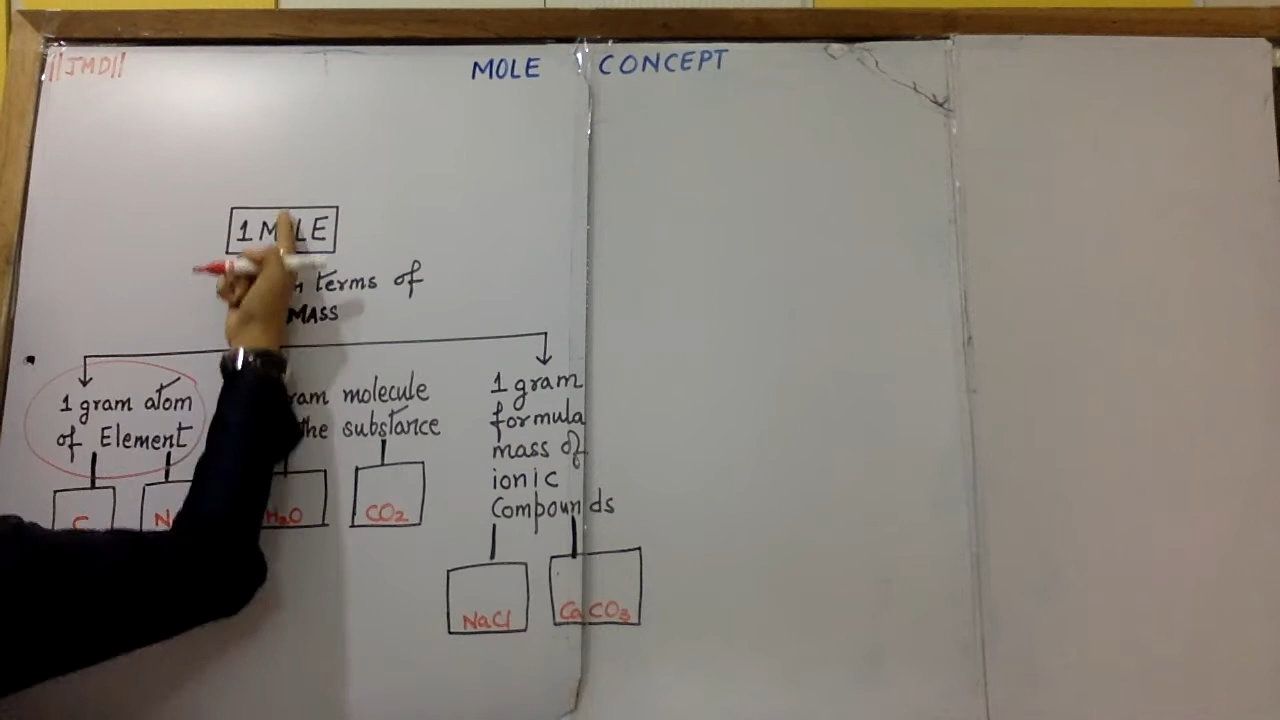 ||JMD||
MOLE CONCEPT
1 MOLE
terms of
MASS
1 gram atom
of Element
molecule
the substance
1 gram
formula
mass of
ionic
Compounds
C
H₂O
CO₂
NaCl
CaCO₃